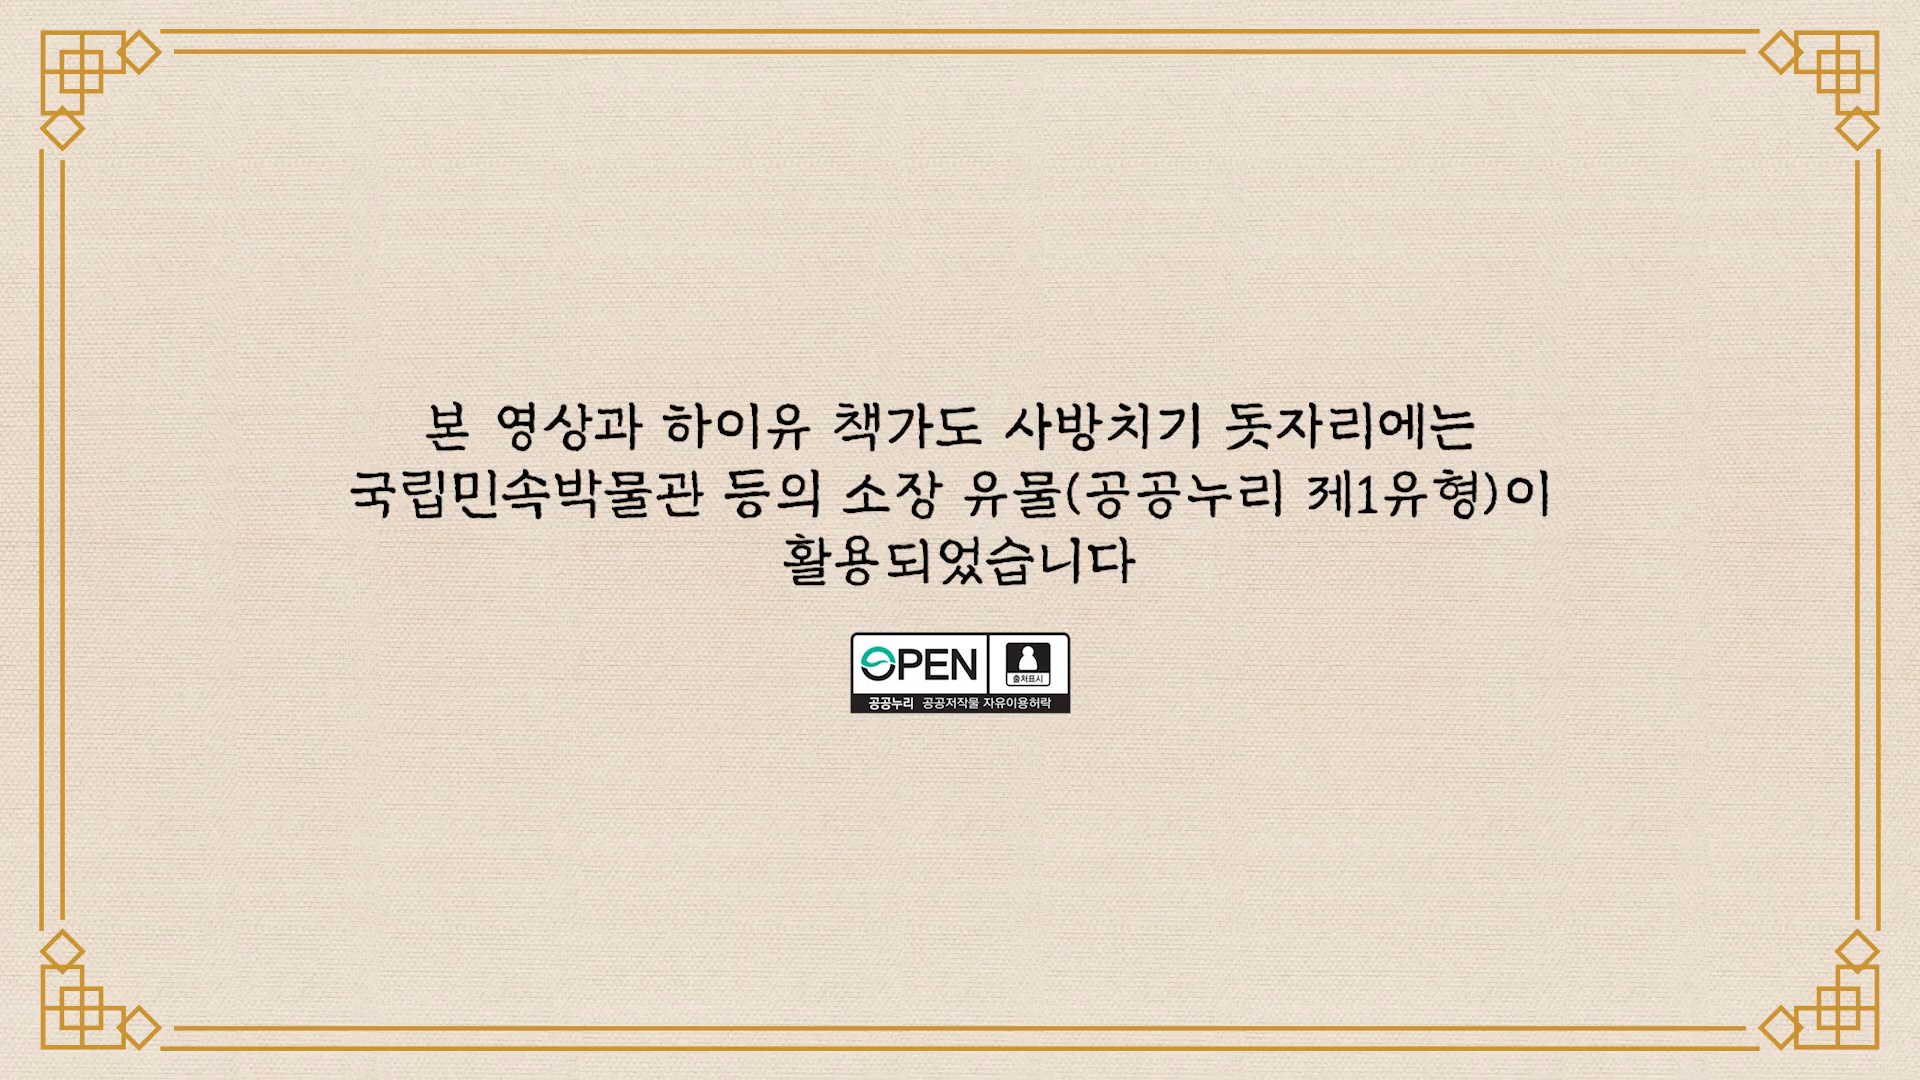 본 영상과 하이유 책가도 사방치기 돗자리에는
국립민속박물관 등의 소장 유물(공공누리 제1유형)이
활용되었습니다
OPEN
출처표시
공공누리 공공저작물 자유이용허락